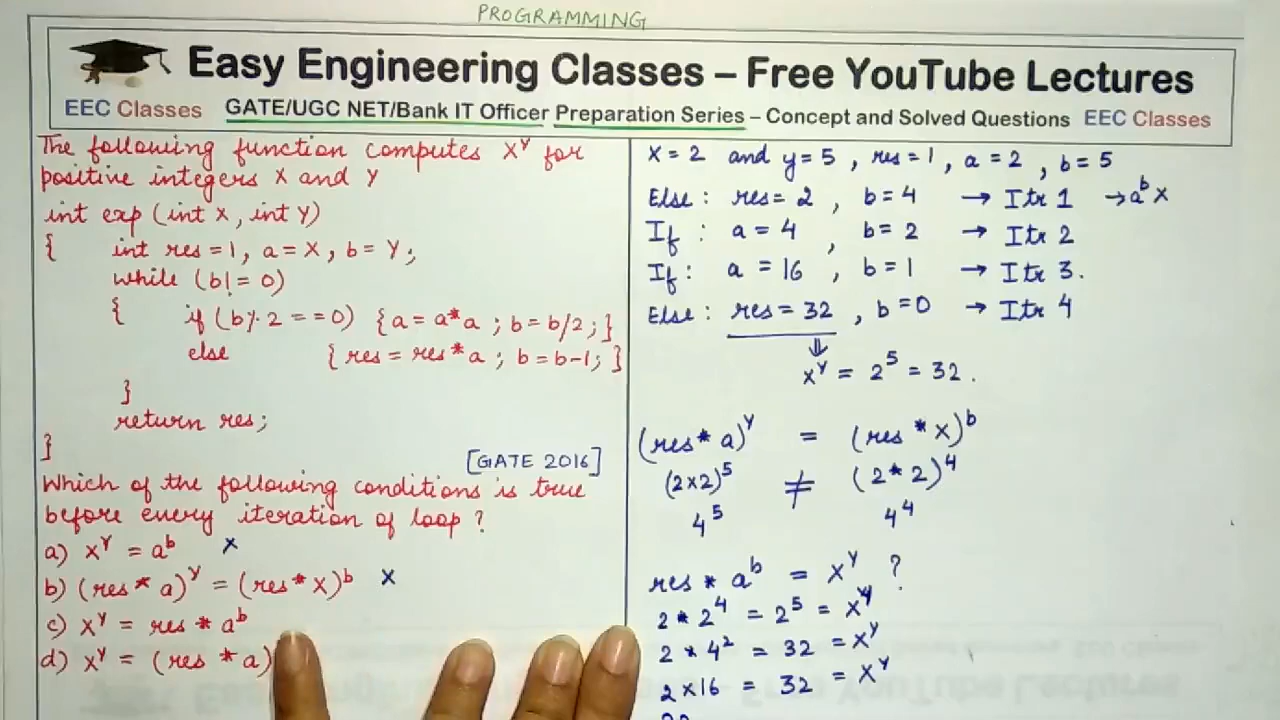 PROGRAMMING
Easy Engineering Classes – Free YouTube Lectures
EEC Classes GATE/UGC NET/Bank IT Officer Preparation Series – Concept and Solved Questions EEC Classes
The following function computes X^Y for
positive integers X and Y
int exp (int X, int Y)
{ int res=1, a=X, b=Y;
while (b!=0)
{ if (b%2==0) {a=a*a; b=b/2;}
else {res=res*a; b=b-1;}
}
return res;
}
[GATE 2016]
Which of the following conditions is true
before every iteration of loop?
a) X^Y = a^b ×
b) (res*a)^Y = (res*X)^b ×
c) X^Y = res * a^b
d) X^Y = (res * a)
X=2 and y=5, res=1, a=2, b=5
Else: res=2, b=4 → Itr 1 → a^b ×
If: a=4, b=2 → Itr 2
If: a=16, b=1 → Itr 3.
Else: res=32, b=0 → Itr 4
⇓
X^Y = 2^5 = 32.
(res*a)^Y = (res*X)^b
(2×2)^5 ≠ (2*2)^4
4^5 4^4
res * a^b = X^Y ?
2 * 2^4 = 2^5 = X^Y
2 * 4^2 = 32 = X^Y
2×16 = 32 = X^Y